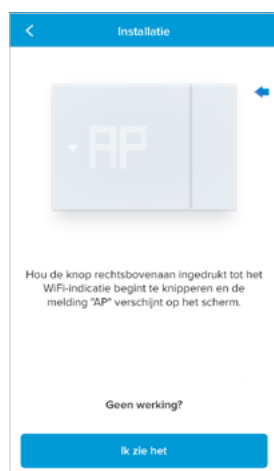 Installatie
AP
Hou de knop rechtsbovenaan ingedrukt tot het
WiFi-indicatie begint te knipperen en de
melding "AP" verschijnt op het scherm.
Geen werking?
Ik zie het